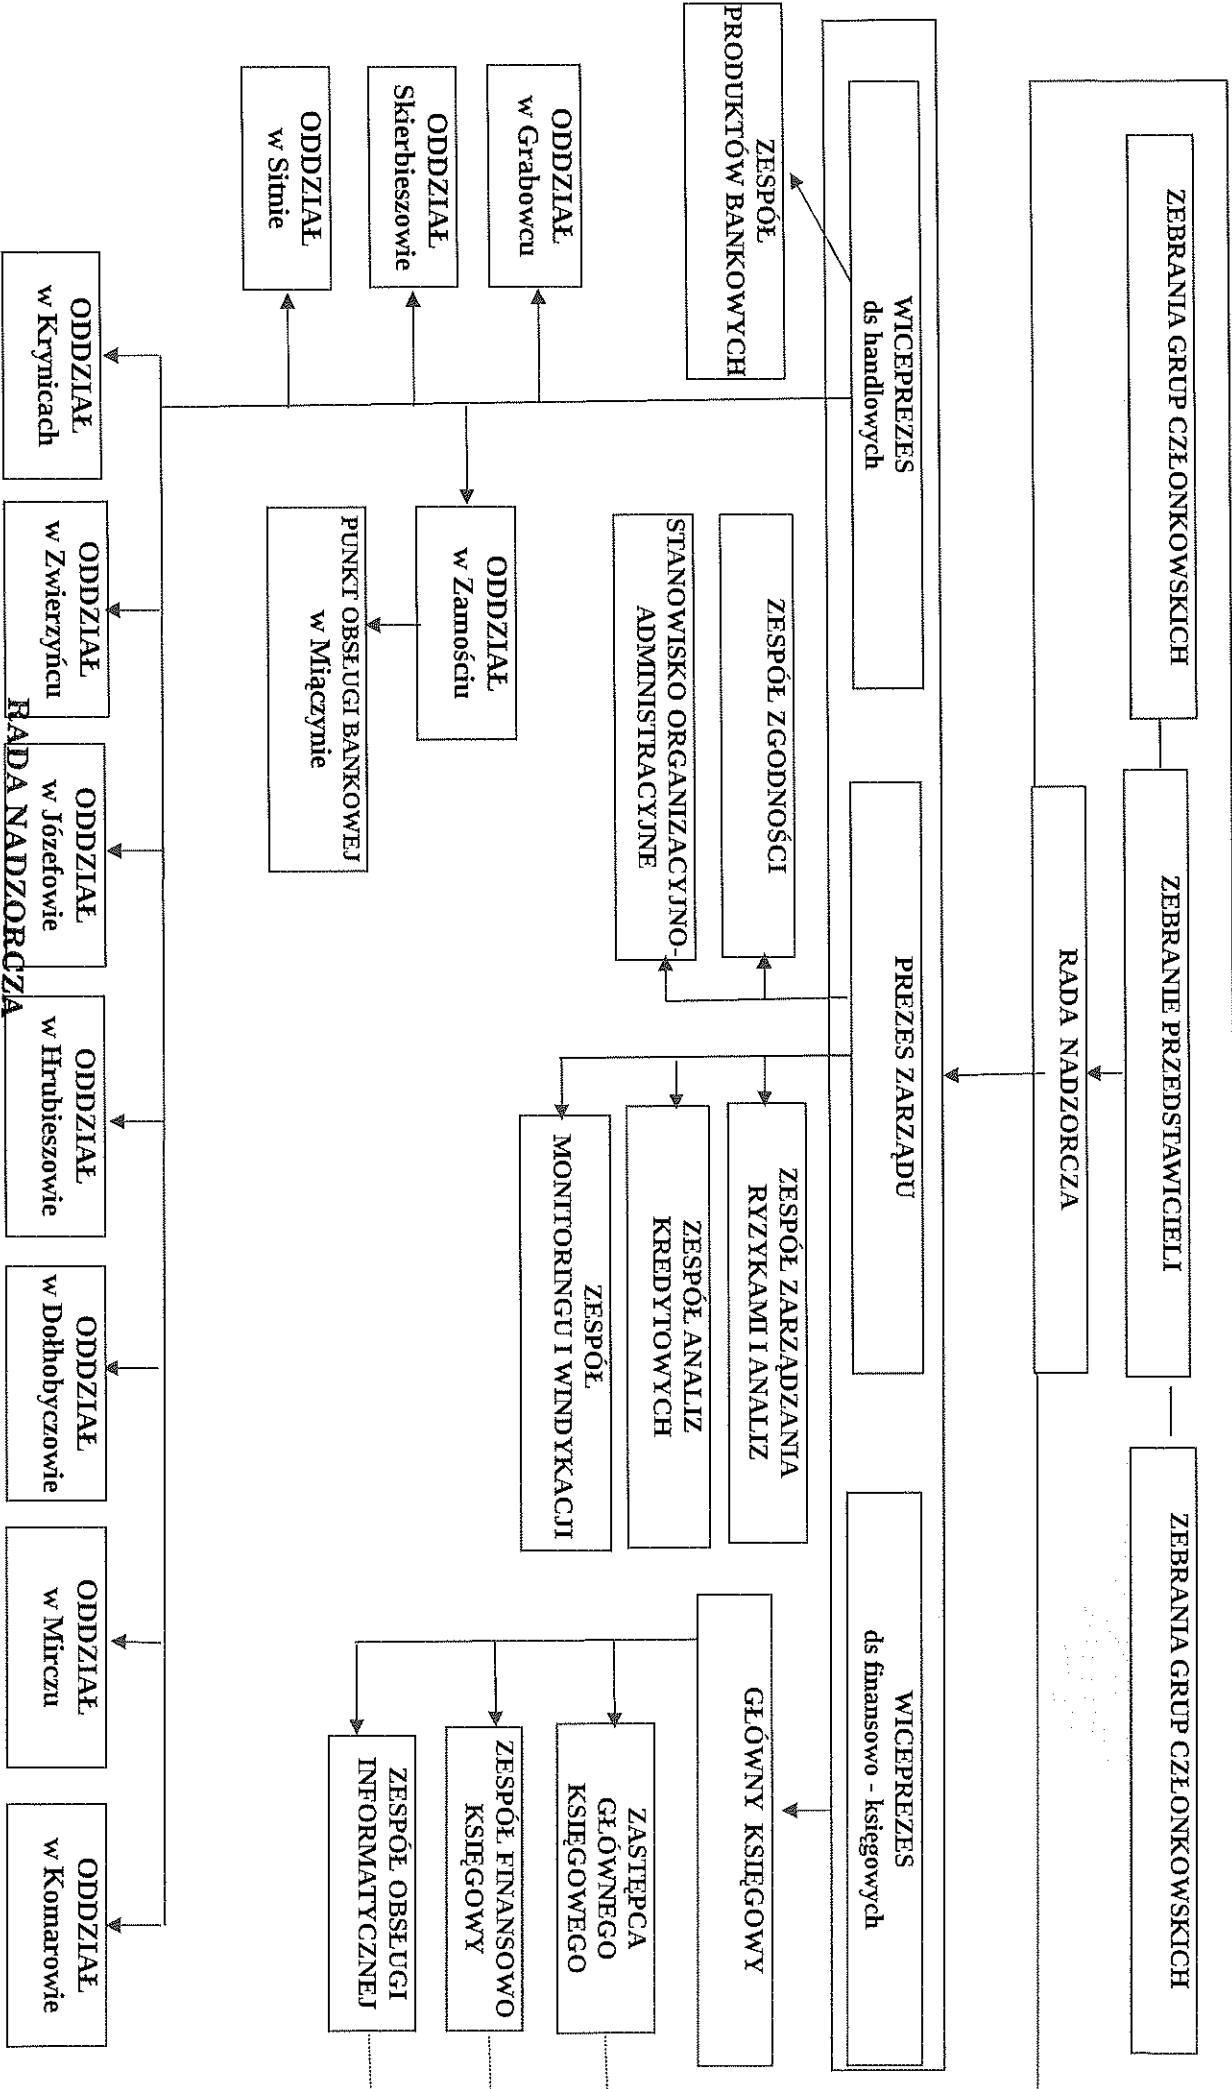 ZEBRANIA GRUP CZŁONKOWSKICH
ZEBRANIE PRZEDSTAWICIELI
ZEBRANIA GRUP CZŁONKOWSKICH
RADA NADZORCZA
WICEPREZES
ds handlowych
PREZES ZARZĄDU
WICEPREZES
ds finansowo - księgowych
ZESPÓŁ
PRODUKTÓW BANKOWYCH
ZESPÓŁ ZGODNOŚCI
STANOWISKO ORGANIZACYJNO-
ADMINISTRACYJNE
ZESPÓŁ ZARZĄDZANIA
RYZYKAMI I ANALIZ
ZESPÓŁ ANALIZ
KREDYTOWYCH
ZESPÓŁ
MONITORINGU I WINDYKACJI
GŁÓWNY KSIĘGOWY
ZASTĘPCA
GŁÓWNEGO
KSIĘGOWEGO
ZESPÓŁ FINANSOWO
KSIĘGOWY
ZESPÓŁ OBSŁUGI
INFORMATYCZNEJ
ODDZIAŁ
w Grabowcu
ODDZIAŁ
Skierbieszowie
ODDZIAŁ
w Sitnie
ODDZIAŁ
w Zamościu
PUNKT OBSŁUGI BANKOWEJ
w Miączynie
ODDZIAŁ
w Krynicach
ODDZIAŁ
w Zwierzyńcu
ODDZIAŁ
w Józefowie
ODDZIAŁ
w Hrubieszowie
ODDZIAŁ
w Dołhobyczowie
ODDZIAŁ
w Mirczu
ODDZIAŁ
w Komarowie
RADA NADZORCZA